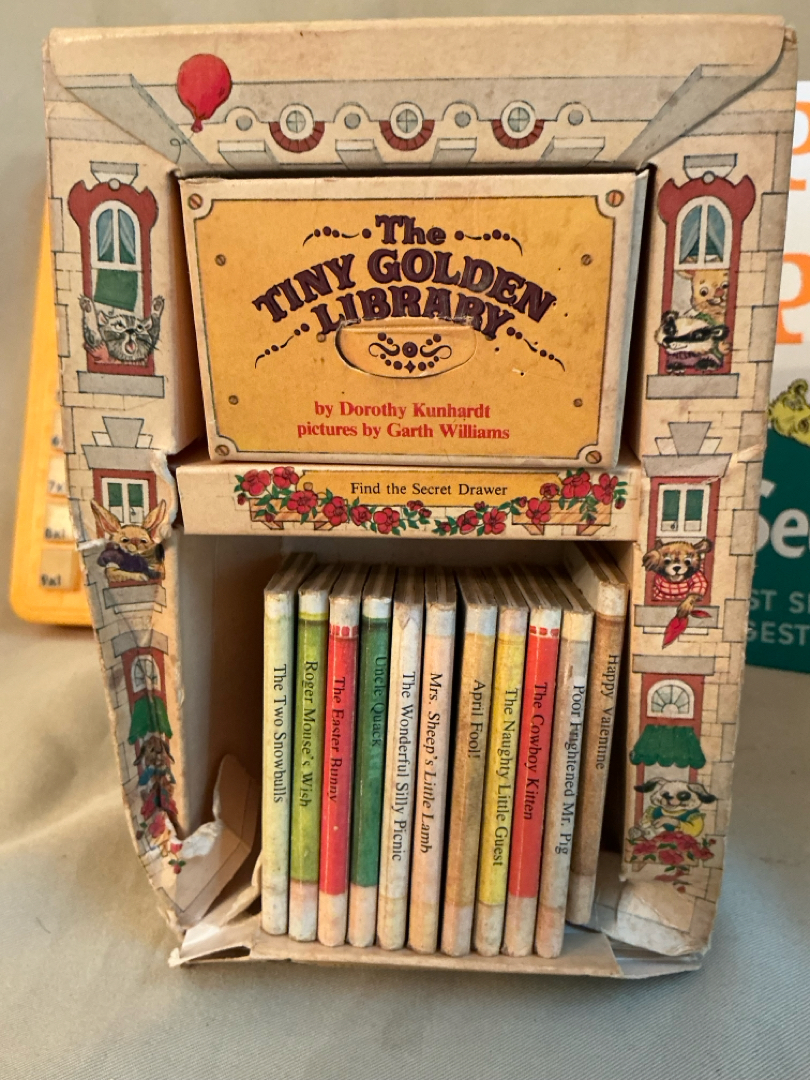 The
TINY GOLDEN
LIBRARY
by Dorothy Kunhardt
pictures by Garth Williams
Find the Secret Drawer
The Two Snowbulls
Roger Mouse's Wish
The Easter Bunny
Uncle Quack
The Wonderful Silly Picnic
Mrs. Sheep's Little Lamb
April Fool!
The Naughty Little Guest
The Cowboy Kitten
Poor Frightened Mr. Pig
Happy Valentine